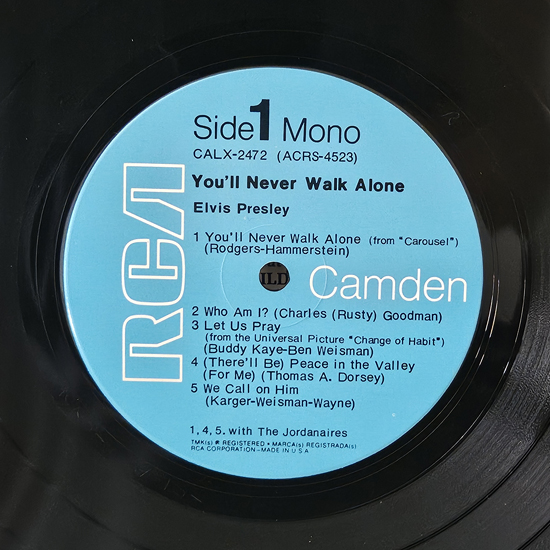 Side 1 Mono
CALX-2472 (ACRS-4523)
You'll Never Walk Alone
Elvis Presley
1 You'll Never Walk Alone (from "Carousel")
(Rodgers-Hammerstein)
RCA
ILD
Camden
2 Who Am I? (Charles (Rusty) Goodman)
3 Let Us Pray
(from the Universal Picture "Change of Habit")
(Buddy Kaye-Ben Weisman)
4 (There'll Be) Peace in the Valley
(For Me) (Thomas A. Dorsey)
5 We Call on Him
(Karger-Weisman-Wayne)
1, 4, 5. with The Jordanaires
TMK(s) ® REGISTERED • MARCA(s) REGISTRADA(s)
RCA CORPORATION–MADE IN U.S.A